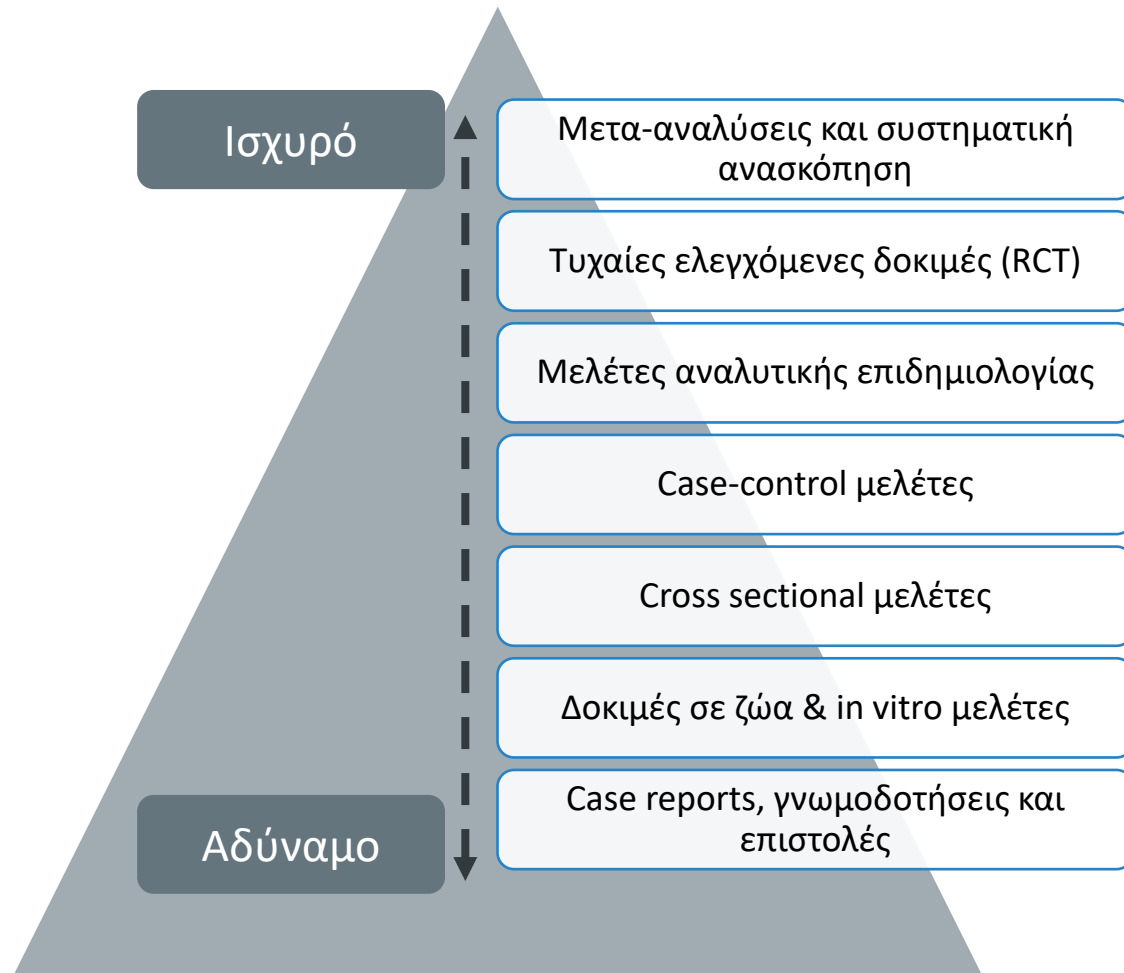 Ισχυρό
Μετα-αναλύσεις και συστηματική
ανασκόπηση
Τυχαίες ελεγχόμενες δοκιμές (RCT)
Μελέτες αναλυτικής επιδημιολογίας
Case-control μελέτες
Cross sectional μελέτες
Δοκιμές σε ζώα & in vitro μελέτες
Αδύναμο
Case reports, γνωμοδοτήσεις και
επιστολές